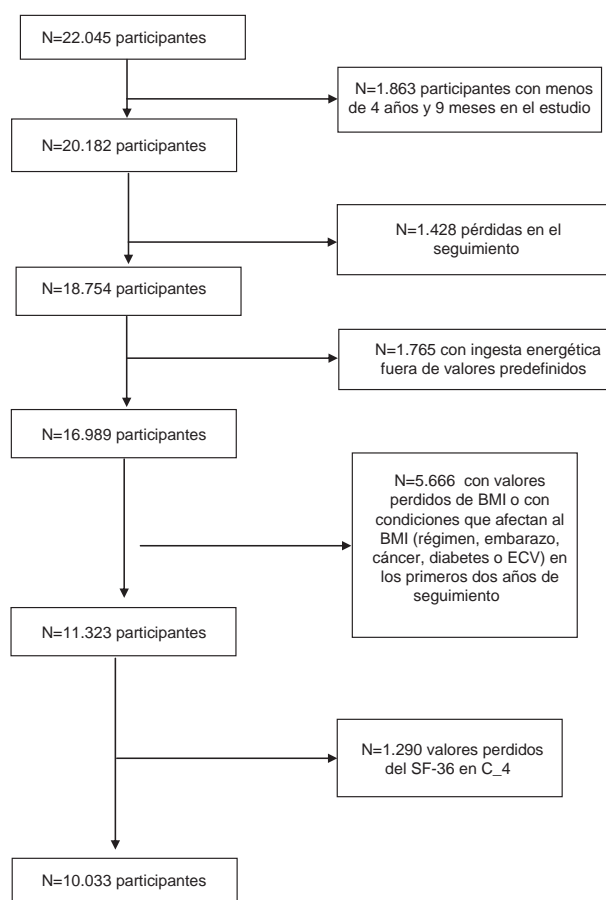 N=22.045 participantes
N=1.863 participantes con menos
de 4 años y 9 meses en el estudio
N=20.182 participantes
N=1.428 pérdidas en el
seguimiento
N=18.754 participantes
N=1.765 con ingesta energética
fuera de valores predefinidos
N=16.989 participantes
N=5.666 con valores
perdidos de BMI o con
condiciones que afectan al
BMI (régimen, embarazo,
cáncer, diabetes o ECV) en
los primeros dos años de
seguimiento
N=11.323 participantes
N=1.290 valores perdidos
del SF-36 en C_4
N=10.033 participantes